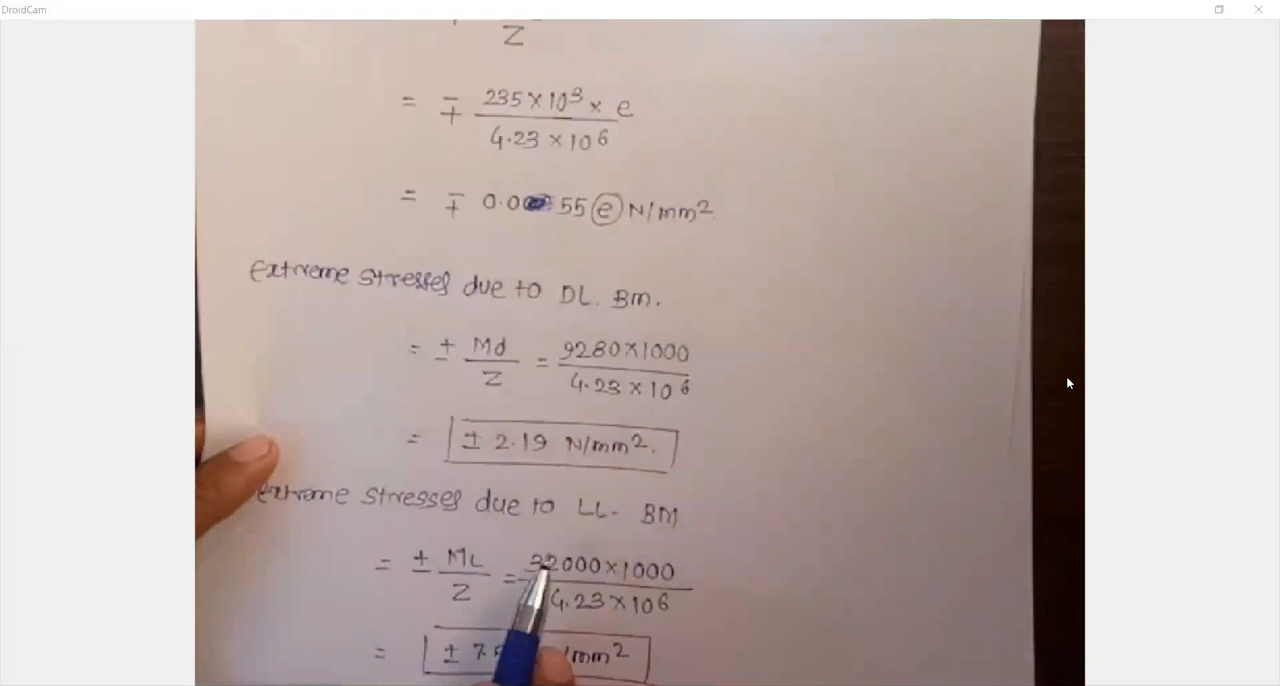 DroidCam
Z
= ∓ 235×10³ × e / 4.23 × 10⁶
= ∓ 0.0 55 e N/mm².
Extreme stresses due to DL. BM.
= ± Md / Z = 9280×1000 / 4.23 × 10⁶
= ± 2.19 N/mm².
Extreme stresses due to LL. BM
= ± ML / Z = 32000×1000 / 4.23 × 10⁶
= ± /mm²